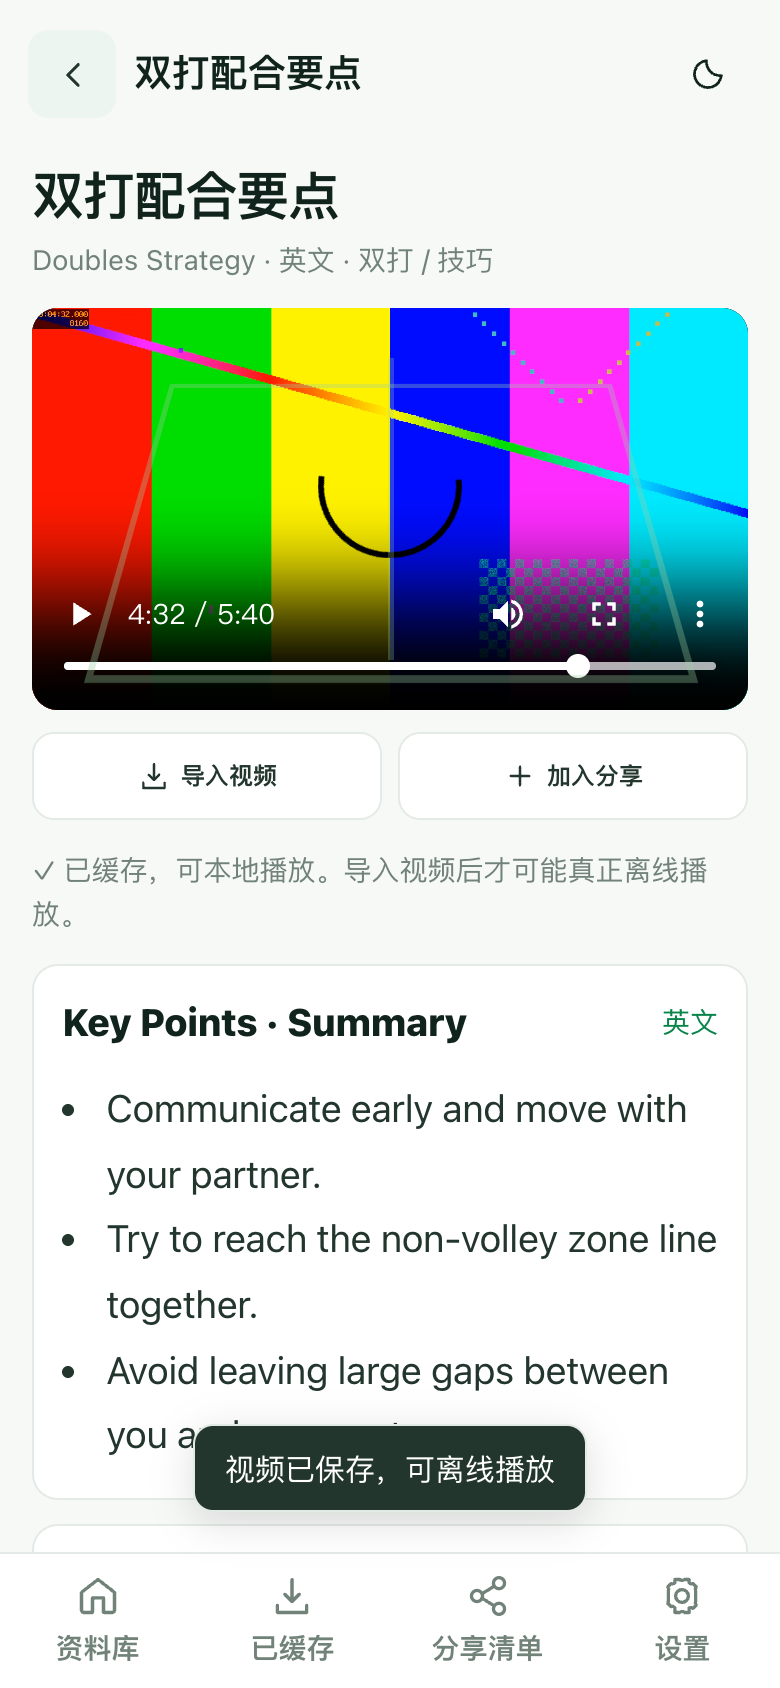 双打配合要点
双打配合要点
Doubles Strategy · 英文 · 双打 / 技巧
:04:32.000
8160
4:32 / 5:40
导入视频
加入分享
✓ 已缓存，可本地播放。导入视频后才可能真正离线播
放。
Key Points · Summary
英文
• Communicate early and move with
your partner.
• Try to reach the non-volley zone line
together.
• Avoid leaving large gaps between
you
视频已保存，可离线播放
资料库
已缓存
分享清单
设置